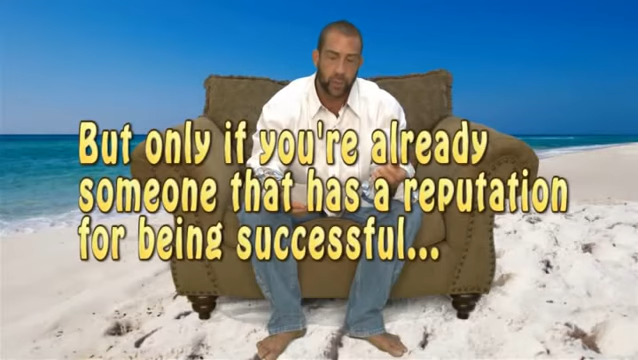 But only if you're already
someone that has a reputation
for being successful...